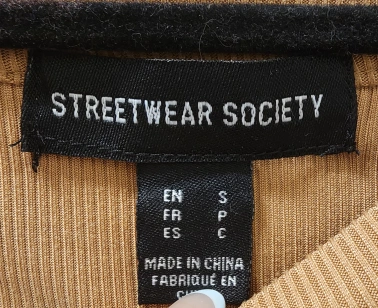 STREETWEAR SOCIETY
EN S
FR P
ES C
MADE IN CHINA
FABRIQUÉ EN